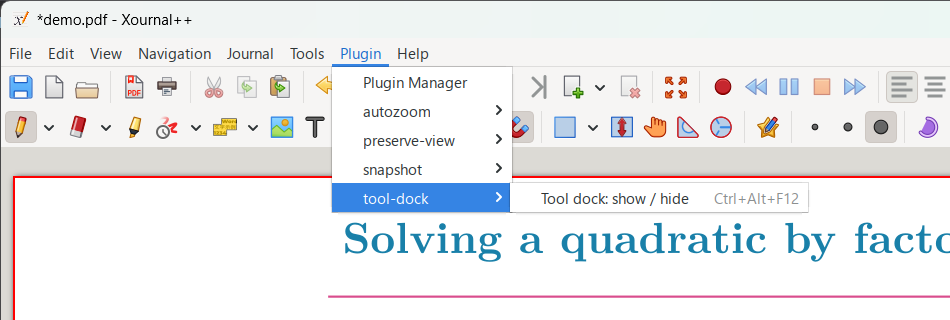 *demo.pdf - Xournal++
File Edit View Navigation Journal Tools Plugin Help
Plugin Manager
autozoom
preserve-view
snapshot
tool-dock
Tool dock: show / hide Ctrl+Alt+F12
PDF
Solving a quadratic by facto